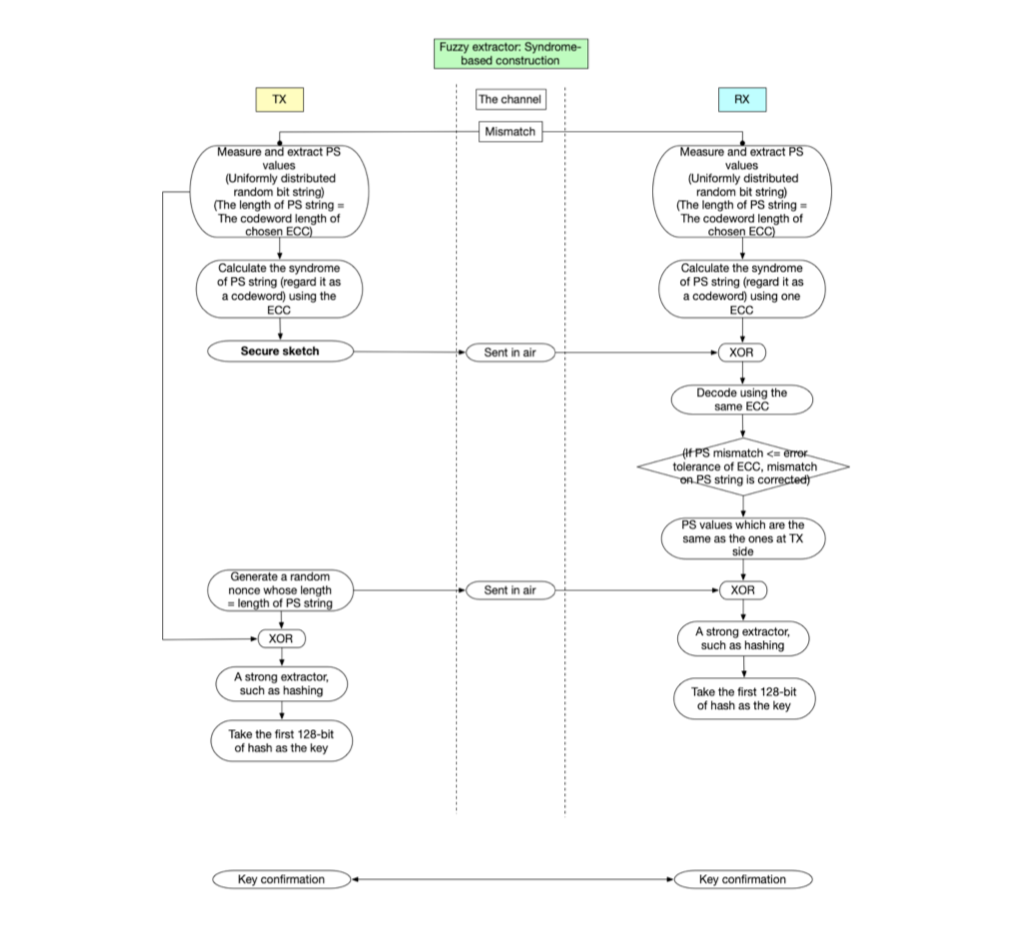 Fuzzy extractor: Syndrome-
based construction
TX
The channel
RX
Mismatch
Measure and extract PS
values
(Uniformly distributed
random bit string)
(The length of PS string =
The codeword length of
chosen ECC)
Measure and extract PS
values
(Uniformly distributed
random bit string)
(The length of PS string =
The codeword length of
chosen ECC)
Calculate the syndrome
of PS string (regard it as
a codeword) using the
ECC
Calculate the syndrome
of PS string (regard it as
a codeword) using one
ECC
Secure sketch
Sent in air
XOR
Decode using the
same ECC
(If PS mismatch <= error
tolerance of ECC, mismatch
on PS string is corrected)
PS values which are the
same as the ones at TX
side
Generate a random
nonce whose length
= length of PS string
Sent in air
XOR
XOR
A strong extractor,
such as hashing
A strong extractor,
such as hashing
Take the first 128-bit
of hash as the key
Take the first 128-bit
of hash as the key
Key confirmation
Key confirmation